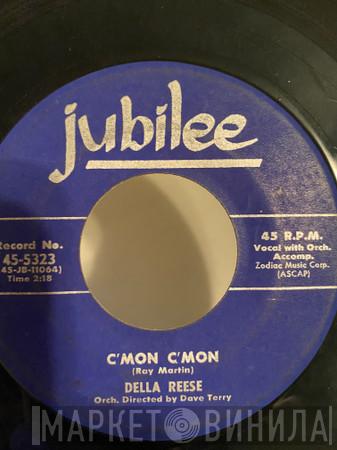 jubilee
Record No.
45-5323
(45-JB-11064)
Time 2:18
45 R.P.M.
Vocal with Orch.
Accomp.
Zodiac Music Corp.
(ASCAP)
C'MON C'MON
(Ray Martin)
DELLA REESE
Orch. Directed by Dave Terry
МАРКЕТ ВИНИЛА